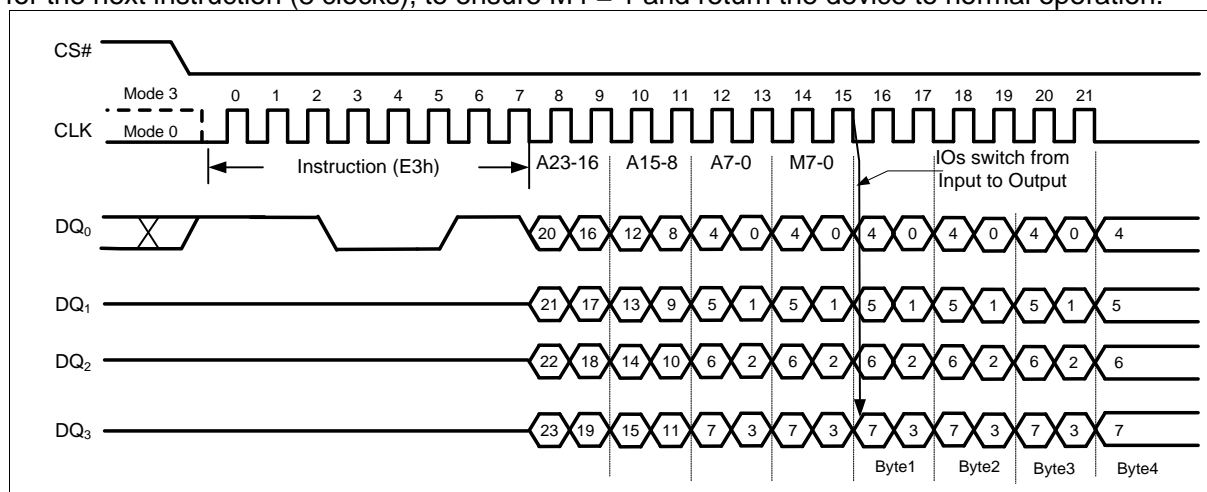 for the next instruction (8 clocks), to ensure M4 = 1 and return the device to normal operation.
CS#
Mode 3
0 1 2 3 4 5 6 7 8 9 10 11 12 13 14 15 16 17 18 19 20 21
CLK
Mode 0
Instruction (E3h)
A23-16 A15-8 A7-0 M7-0
IOs switch from
Input to Output
DQ0 20 16 12 8 4 0 4 0 4 0 4 0 4 0 4
DQ1 21 17 13 9 5 1 5 1 5 1 5 1 5 1 5
DQ2 22 18 14 10 6 2 6 2 6 2 6 2 6 2 6
DQ3 23 19 15 11 7 3 7 3 7 3 7 3 7 3 7
Byte1 Byte2 Byte3 Byte4